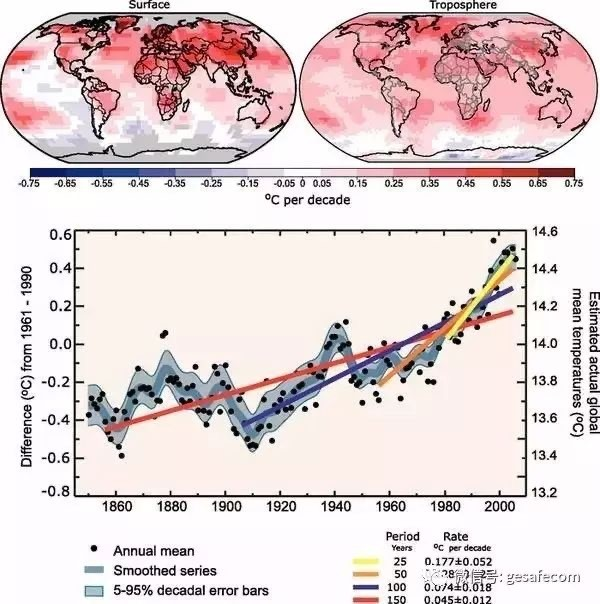 Surface
Troposphere
-0.75 -0.65 -0.55 -0.45 -0.35 -0.25 -0.15 -0.05 0 0.05 0.15 0.25 0.35 0.45 0.55 0.65 0.75
°C per decade
Difference (°C) from 1961 - 1990
0.6
0.4
0.2
0.0
-0.2
-0.4
-0.6
-0.8
14.6
14.4
14.2
14.0
13.8
13.6
13.4
13.2
Estimated actual global
mean temperatures (°C)
1860 1880 1900 1920 1940 1960 1980 2000
Annual mean
Smoothed series
5-95% decadal error bars
Period Rate
Years °C per decade
25 0.177±0.052
50
100 0.074±0.018
150 0.045±0.012
微信号: gesafecom